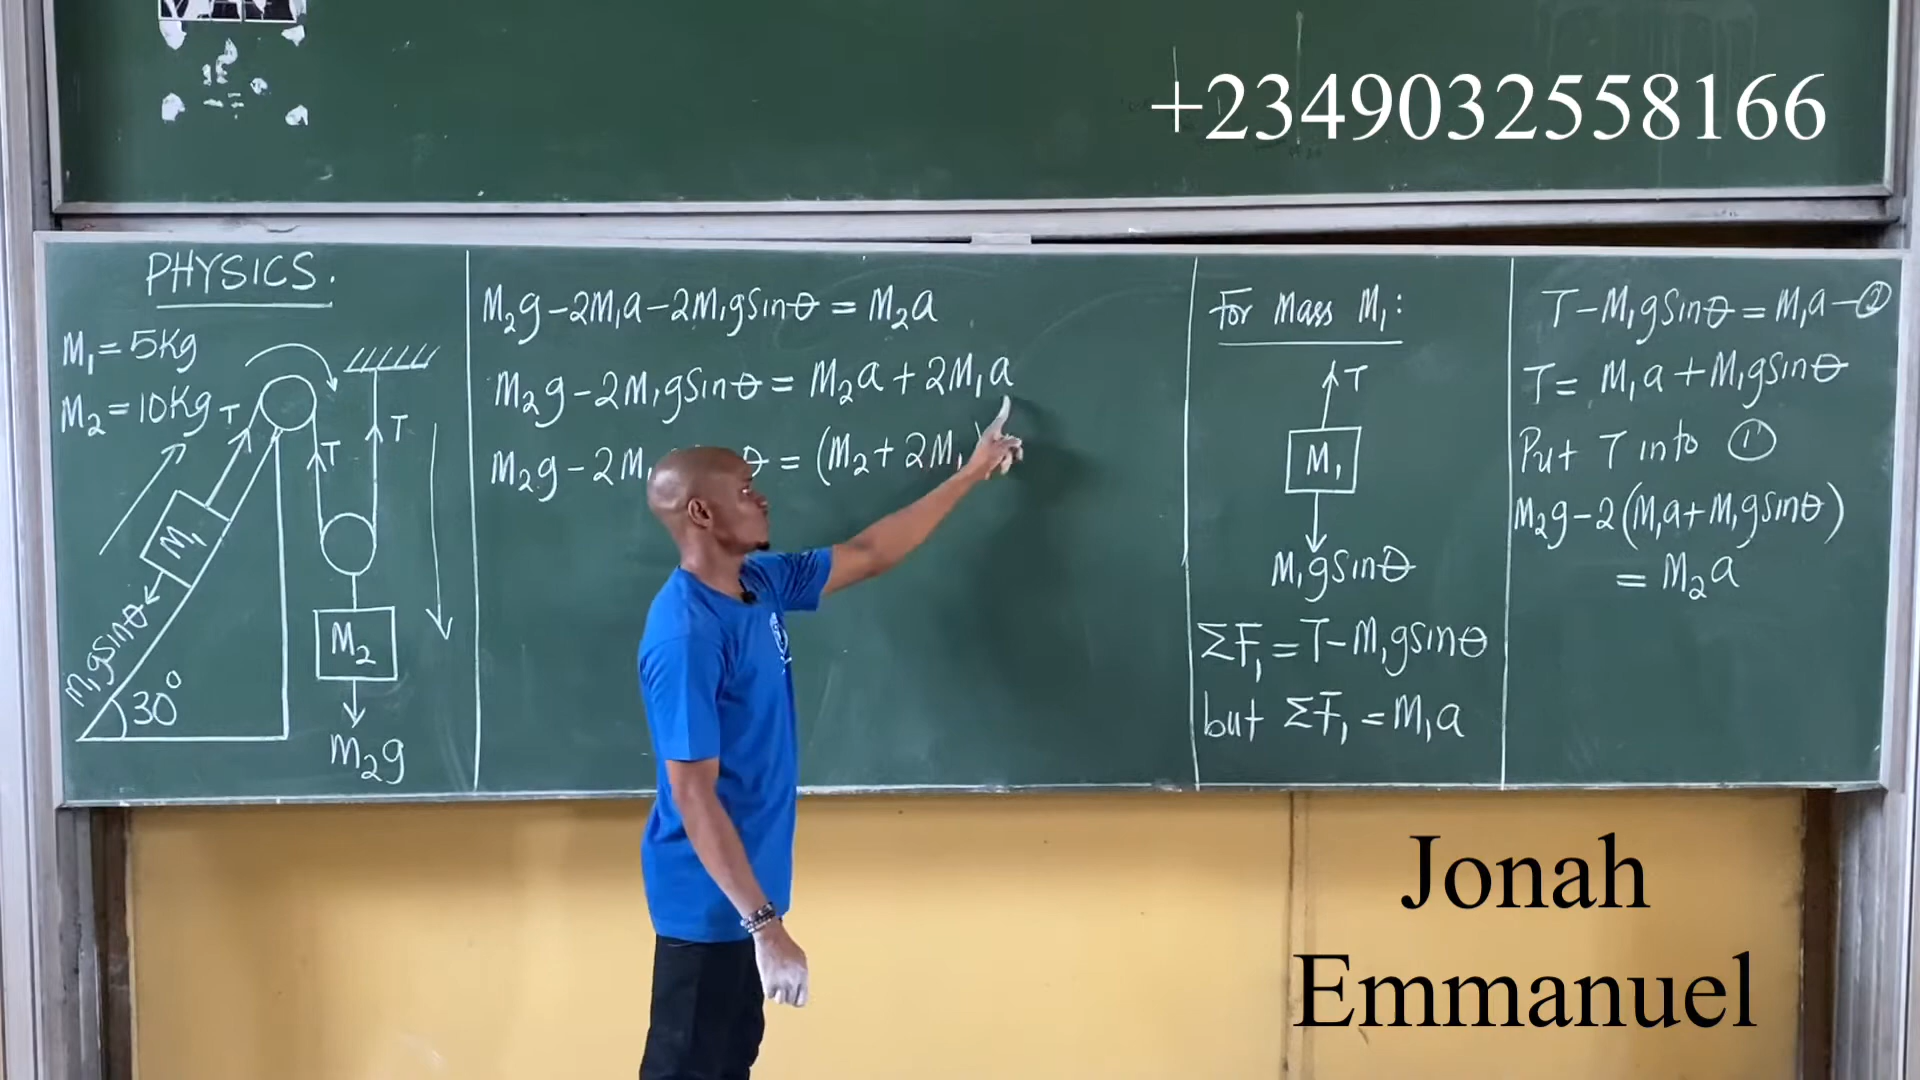 +2349032558166
PHYSICS.
M₁ = 5Kg
M₂ = 10Kg
T
T
T
M₁
M₁gsinθ
30°
M₂
M₂g
M₂g - 2M₁a - 2M₁gsinθ = M₂a
M₂g - 2M₁gsinθ = M₂a + 2M₁a
M₂g - 2M₁ θ = (M₂ + 2M₁)
For Mass M₁:
T
M₁
M₁gsinθ
ΣF₁ = T - M₁gsinθ
but ΣF₁ = M₁a
T - M₁gsinθ = M₁a - ②
T = M₁a + M₁gsinθ
Put T into ①
M₂g - 2(M₁a + M₁gsinθ)
= M₂a
Jonah
Emmanuel